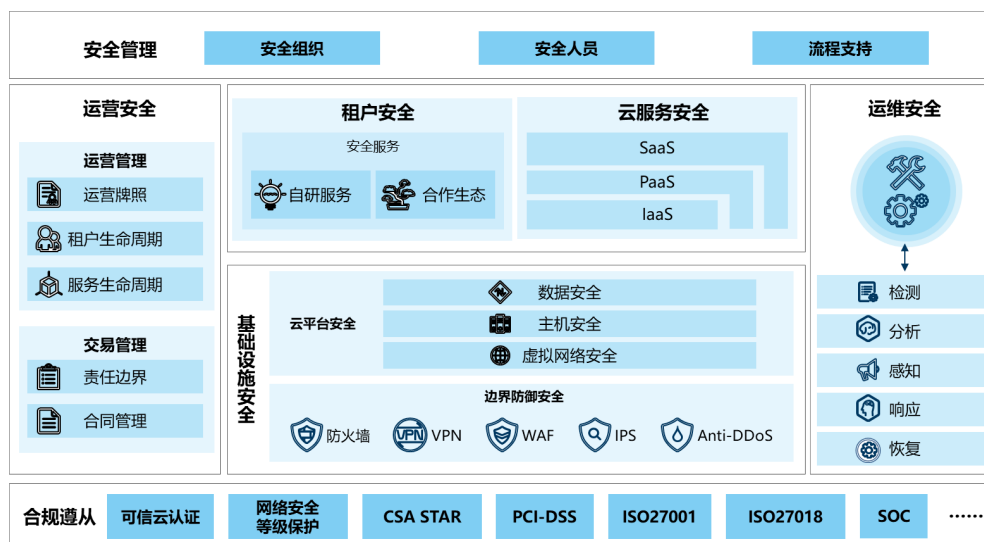 安全管理
安全组织
安全人员
流程支持
运营安全
运营管理
运营牌照
租户生命周期
服务生命周期
交易管理
责任边界
合同管理
租户安全
安全服务
自研服务
合作生态
云服务安全
SaaS
PaaS
IaaS
基础设施安全
云平台安全
数据安全
主机安全
虚拟网络安全
边界防御安全
防火墙
VPN
VPN
WAF
IPS
Anti-DDoS
运维安全
检测
分析
感知
响应
恢复
合规遵从
可信云认证
网络安全
等级保护
CSA STAR
PCI-DSS
ISO27001
ISO27018
SOC
······